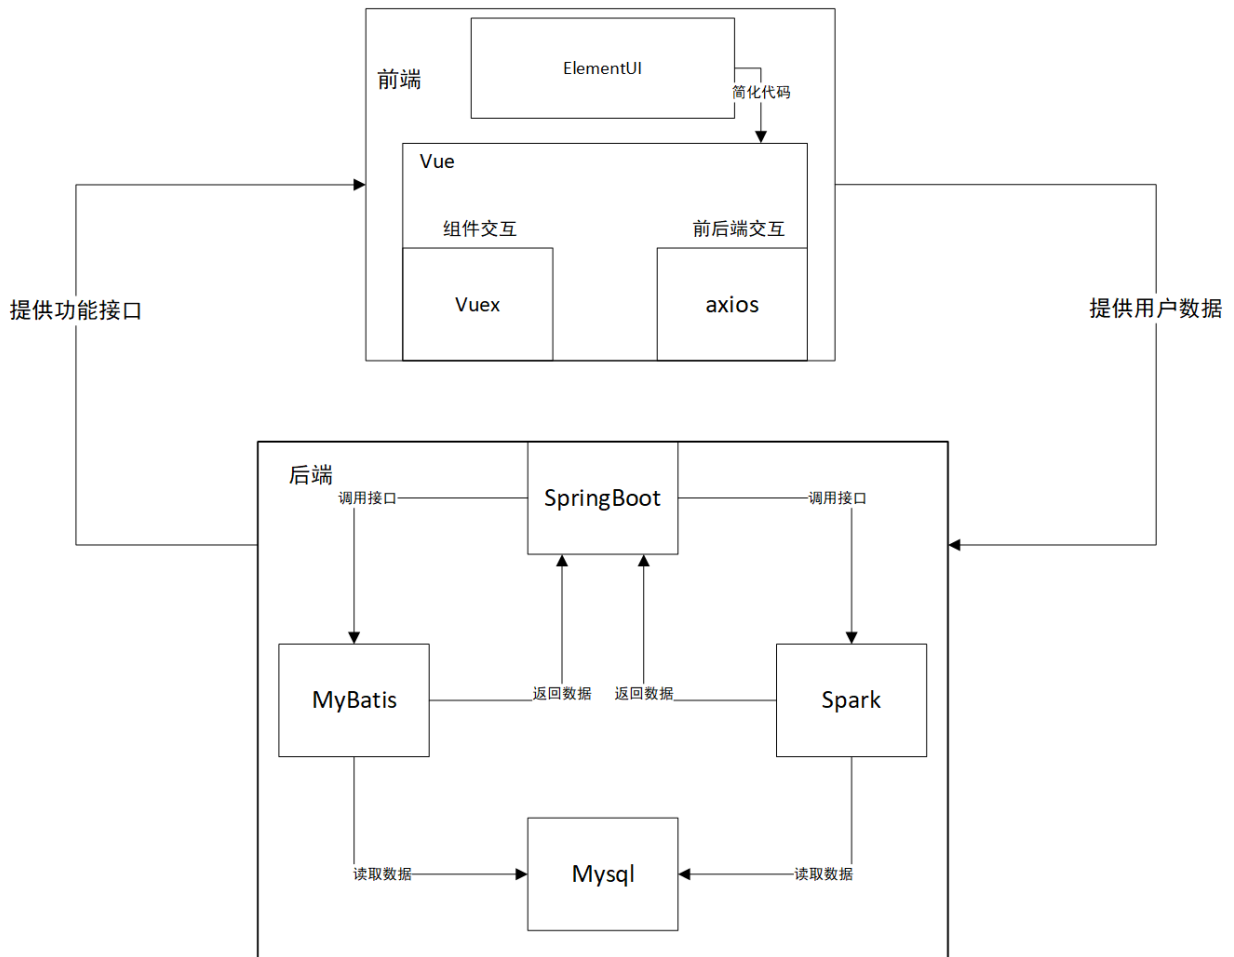 ElementUI
前端
简化代码
Vue
组件交互
前后端交互
Vuex
axios
提供功能接口
提供用户数据
后端
调用接口
SpringBoot
调用接口
MyBatis
返回数据
返回数据
Spark
读取数据
Mysql
读取数据